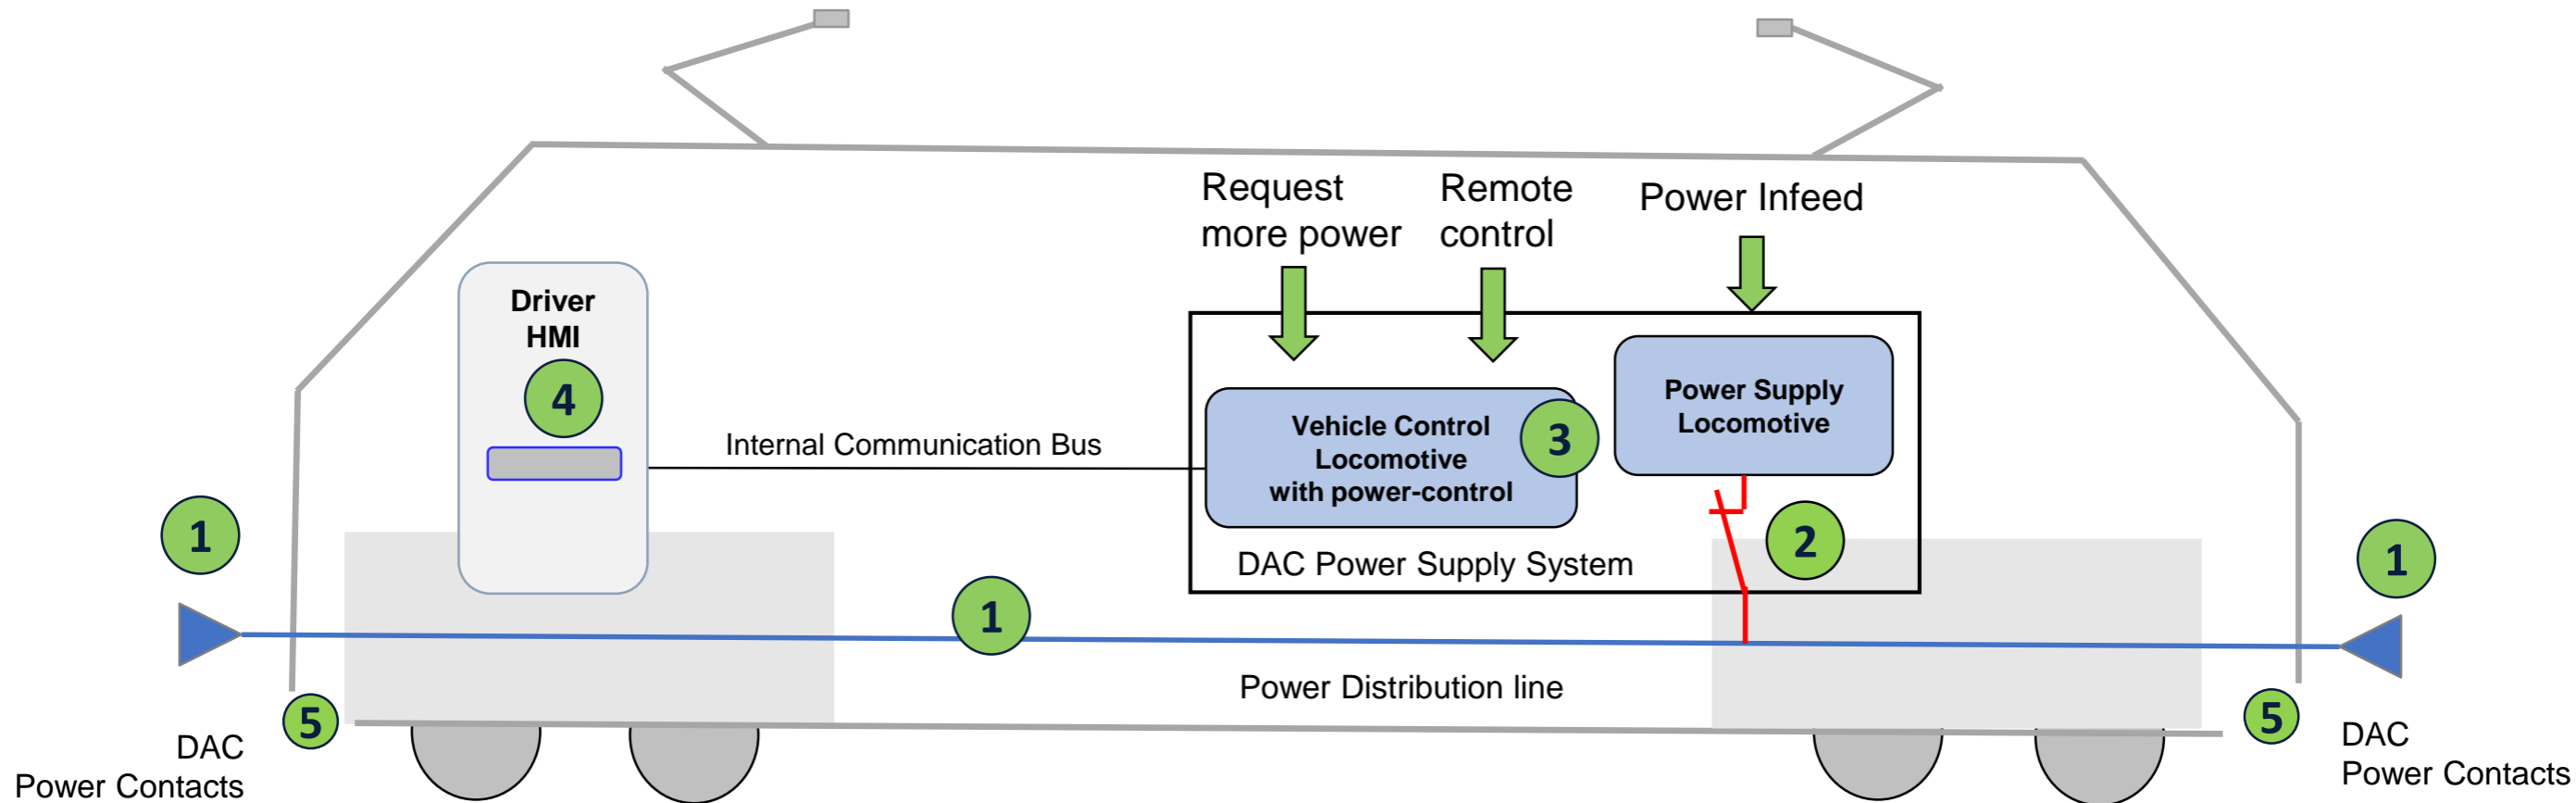 Request
more power
Remote
control
Power Infeed
Driver
HMI
4
Internal Communication Bus
Vehicle Control
Locomotive
with power-control
3
Power Supply
Locomotive
2
DAC Power Supply System
1
1
1
Power Distribution line
5
DAC
Power Contacts
5
DAC
Power Contacts